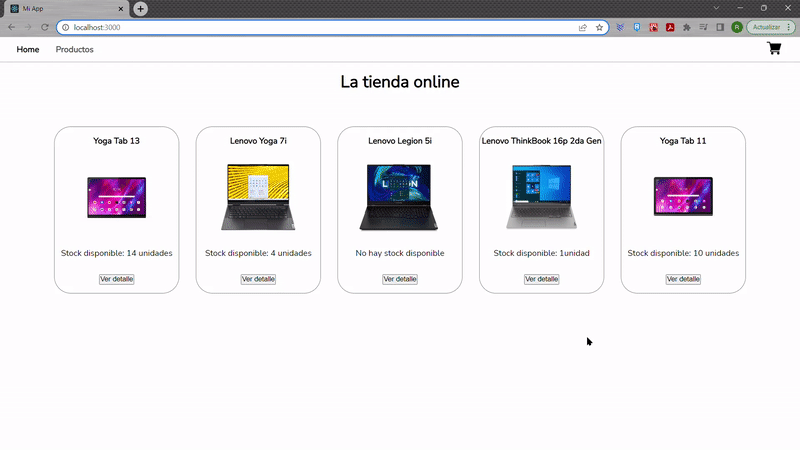 Mi App
localhost:3000
R
Actualizar
Home Productos
La tienda online
Yoga Tab 13
Lenovo Yoga 7i
Lenovo Legion 5i
Lenovo ThinkBook 16p 2da Gen
Yoga Tab 11
LEGION
Stock disponible: 14 unidades
Stock disponible: 4 unidades
No hay stock disponible
Stock disponible: 1unidad
Stock disponible: 10 unidades
Ver detalle
Ver detalle
Ver detalle
Ver detalle
Ver detalle